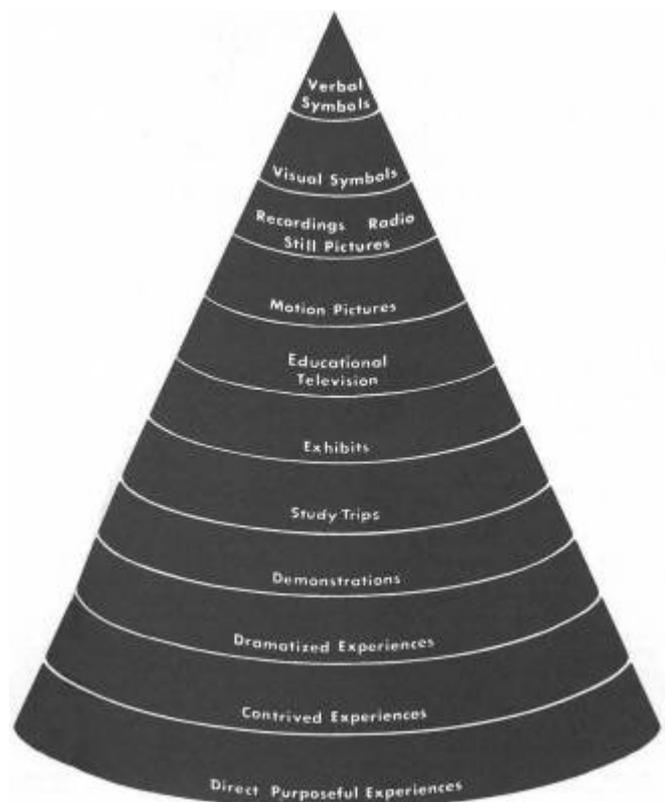 Verbal
Symbols
Visual Symbols
Recordings Radio
Still Pictures
Motion Pictures
Educational
Television
Exhibits
Study Trips
Demonstrations
Dramatized Experiences
Contrived Experiences
Direct Purposeful Experiences